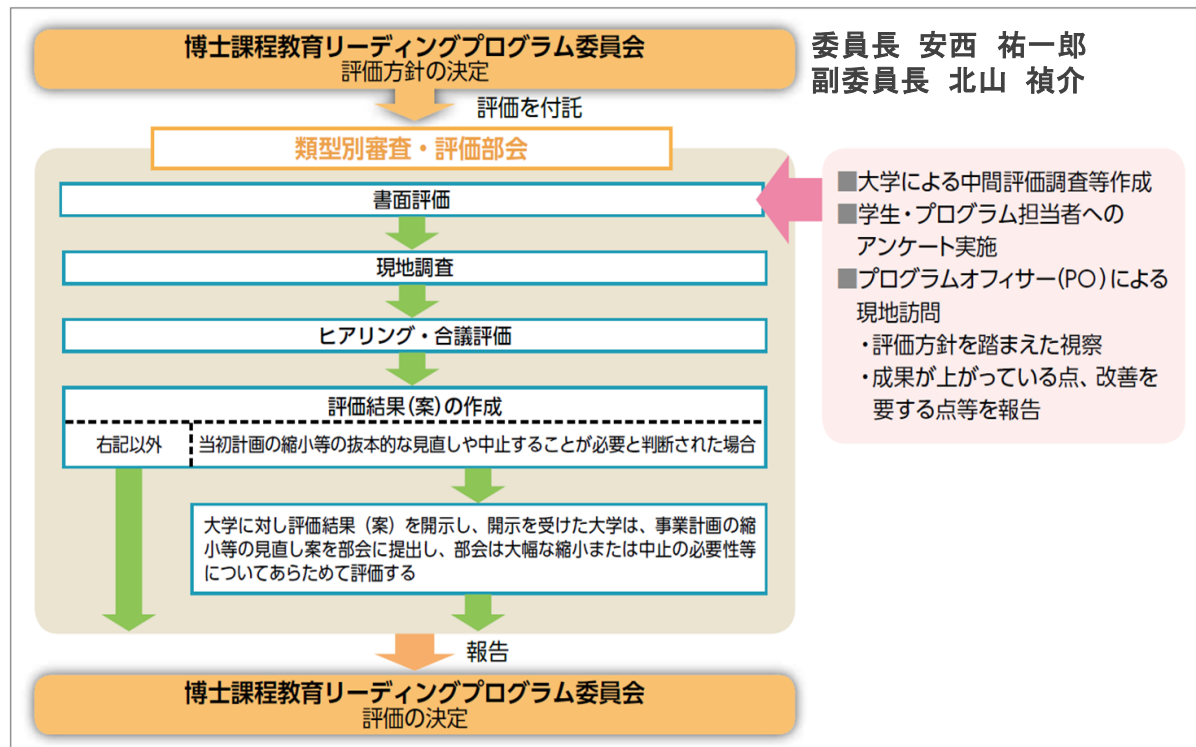 博士課程教育リーディングプログラム委員会
評価方針の決定
委員長 安西 祐一郎
副委員長 北山 禎介
評価を付託
類型別審査・評価部会
書面評価
現地調査
ヒアリング・合議評価
評価結果(案)の作成
右記以外
当初計画の縮小等の抜本的な見直しや中止することが必要と判断された場合
大学に対し評価結果(案)を開示し、開示を受けた大学は、事業計画の縮
小等の見直し案を部会に提出し、部会は大幅な縮小または中止の必要性等
についてあらためて評価する
■大学による中間評価調査等作成
■学生・プログラム担当者への
アンケート実施
■プログラムオフィサー(PO)による
現地訪問
・評価方針を踏まえた視察
・成果が上がっている点、改善を
要する点等を報告
報告
博士課程教育リーディングプログラム委員会
評価の決定